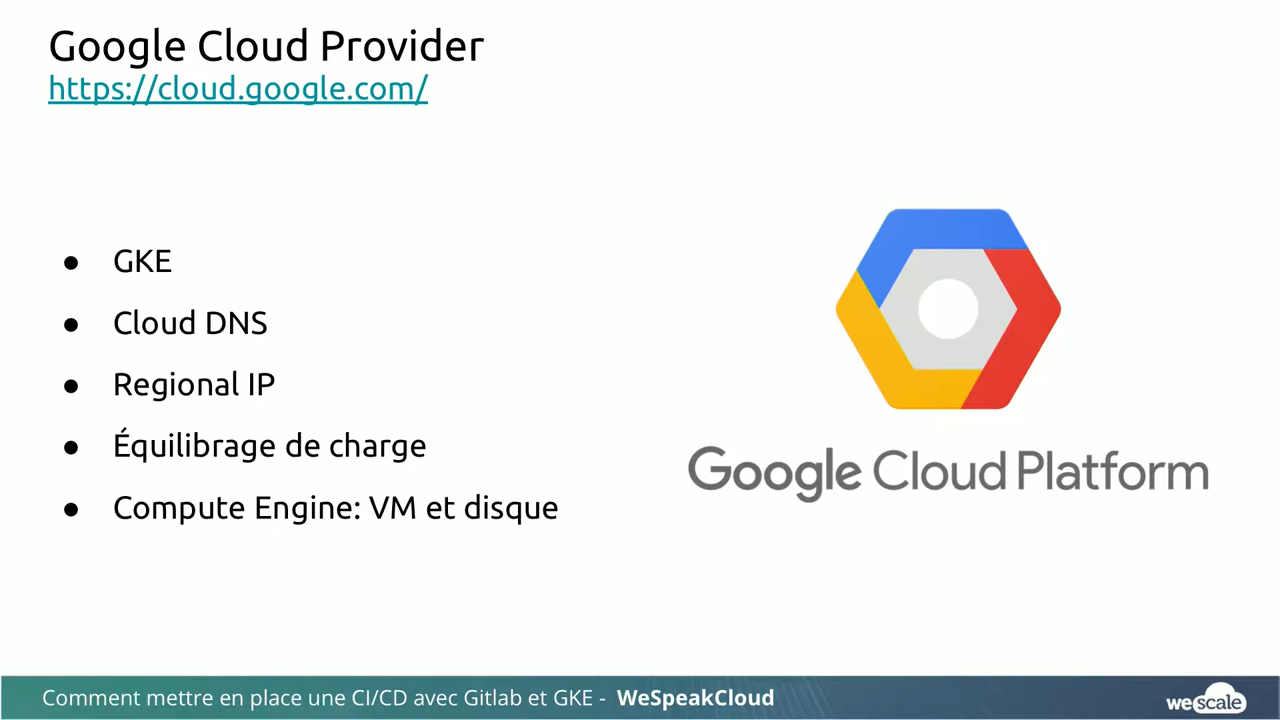 Google Cloud Provider
https://cloud.google.com/
● GKE
● Cloud DNS
● Regional IP
● Équilibrage de charge
● Compute Engine: VM et disque
Google Cloud Platform
Comment mettre en place une CI/CD avec Gitlab et GKE - WeSpeakCloud
wescale